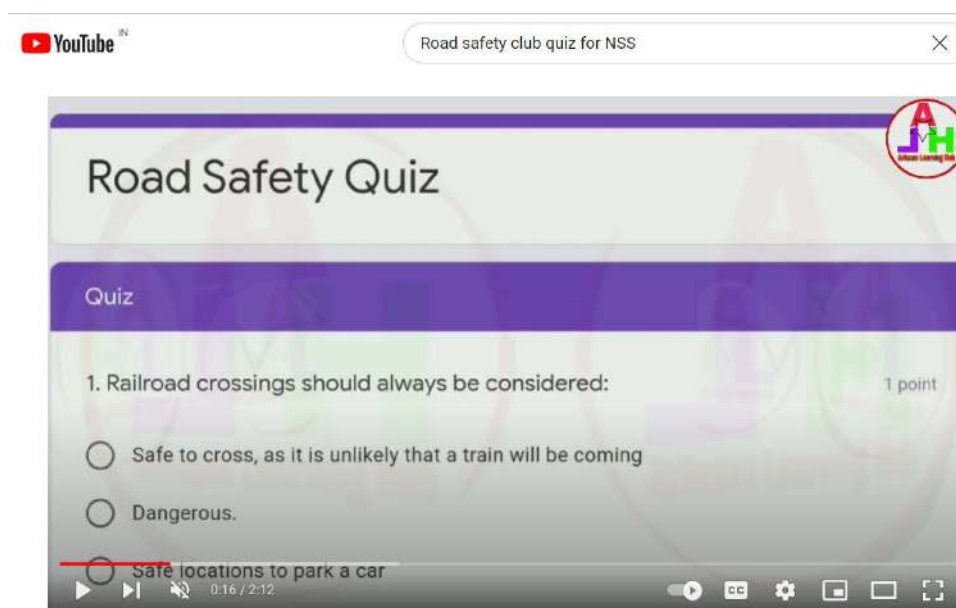 YouTube IN
Road safety club quiz for NSS
Road Safety Quiz
Quiz
1. Railroad crossings should always be considered: 1 point
Safe to cross, as it is unlikely that a train will be coming
Dangerous.
Safe locations to park a car
0:16 / 2:12
CC